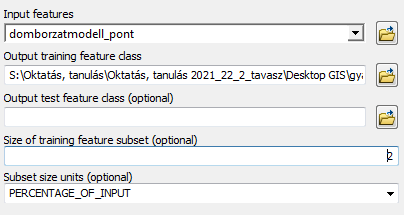 Input features
domborzatmodell_pont
Output training feature class
S:\Oktatás, tanulás\Oktatás, tanulás 2021_22_2_tavasz\Desktop GIS\gya
Output test feature class (optional)
Size of training feature subset (optional)
2
Subset size units (optional)
PERCENTAGE_OF_INPUT